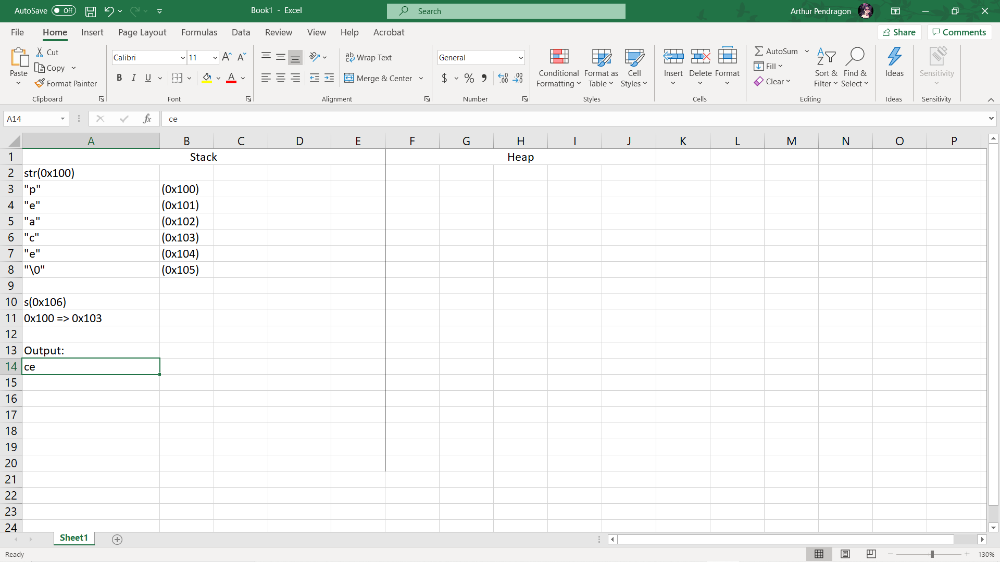 AutoSave Off Book1 - Excel Search Arthur Pendragon
File Home Insert Page Layout Formulas Data Review View Help Acrobat Share Comments
Paste Cut Copy Format Painter Clipboard
Calibri 11 B I U A Font
Wrap Text Merge & Center Alignment
General $ % Number
Conditional Formatting Format as Table Cell Styles Styles
Insert Delete Format Cells
AutoSum Fill Clear Sort & Filter Find & Select Editing
Ideas Ideas
Sensitivity Sensitivity
A14 fx ce
A B C D E F G H I J K L M N O P
1 Stack Heap
2 str(0x100)
3 "p" (0x100)
4 "e" (0x101)
5 "a" (0x102)
6 "c" (0x103)
7 "e" (0x104)
8 "\0" (0x105)
9
10 s(0x106)
11 0x100 => 0x103
12
13 Output:
14 ce
15
16
17
18
19
20
21
22
23
24
Sheet1
Ready 130%